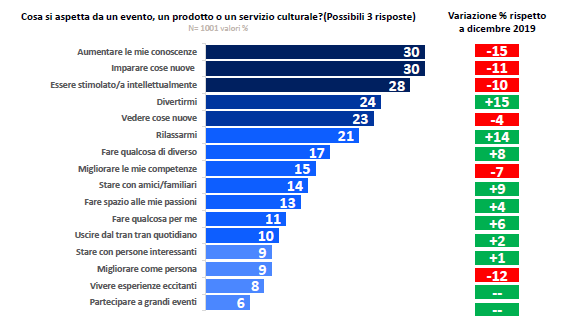 Cosa si aspetta da un evento, un prodotto o un servizio culturale?(Possibili 3 risposte)
N= 1001 valori %
Variazione % rispetto
a dicembre 2019
Aumentare le mie conoscenze 30 -15
Imparare cose nuove 30 -11
Essere stimolato/a intellettualmente 28 -10
Divertirmi 24 +15
Vedere cose nuove 23 -4
Rilassarmi 21 +14
Fare qualcosa di diverso 17 +8
Migliorare le mie competenze 15 -7
Stare con amici/familiari 14 +9
Fare spazio alle mie passioni 13 +4
Fare qualcosa per me 11 +6
Uscire dal tran tran quotidiano 10 +2
Stare con persone interessanti 9 +1
Migliorare come persona 9 -12
Vivere esperienze eccitanti 8 --
Partecipare a grandi eventi 6 --